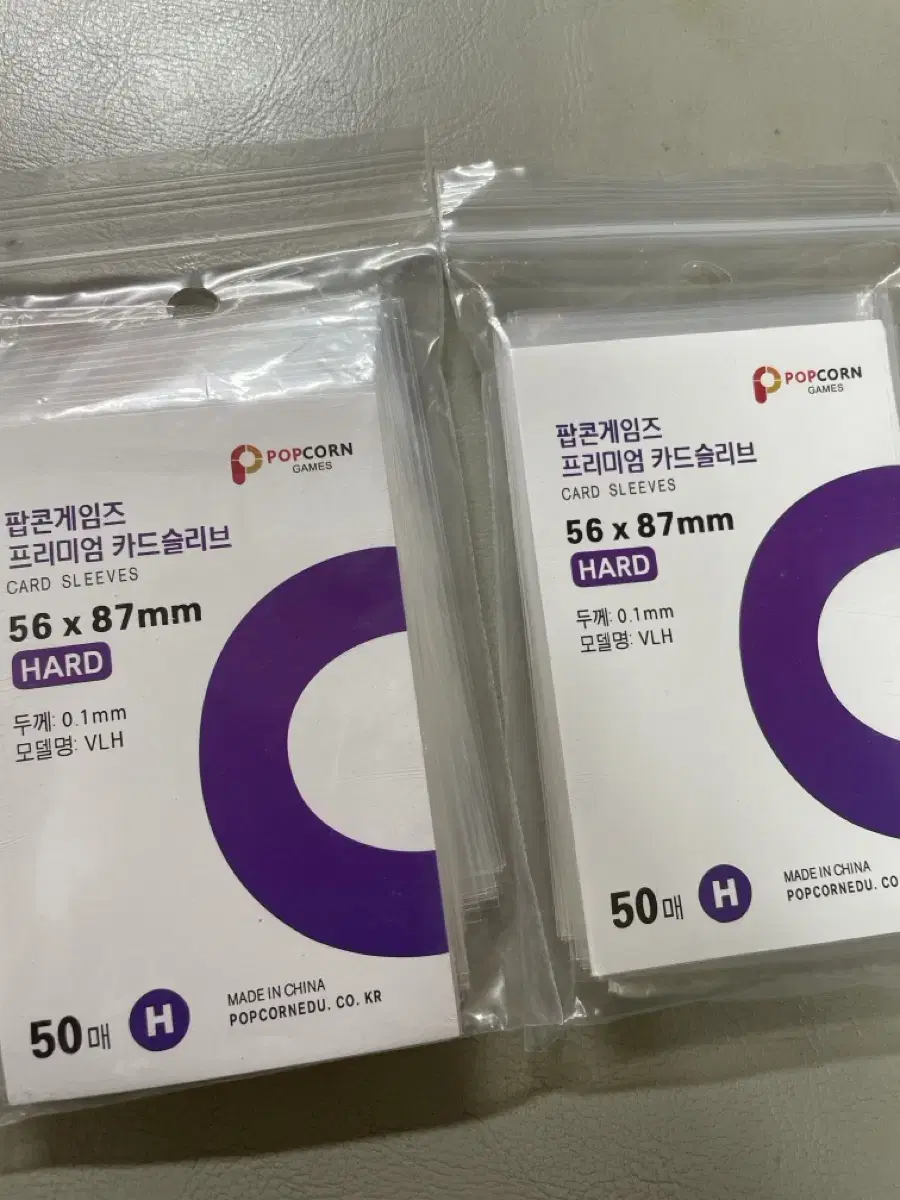 POPCORN
GAMES
팝콘게임즈
프리미엄 카드슬리브
CARD SLEEVES
56 x 87mm
HARD
두께: 0.1mm
모델명: VLH
50매
H
MADE IN CHINA
POPCORNEDU. CO. KR
POPCORN
GAMES
팝콘게임즈
프리미엄 카드슬리브
CARD SLEEVES
56 x 87mm
HARD
두께: 0.1mm
모델명: VLH
50매
H
MADE IN CHINA
POPCORNEDU. CO